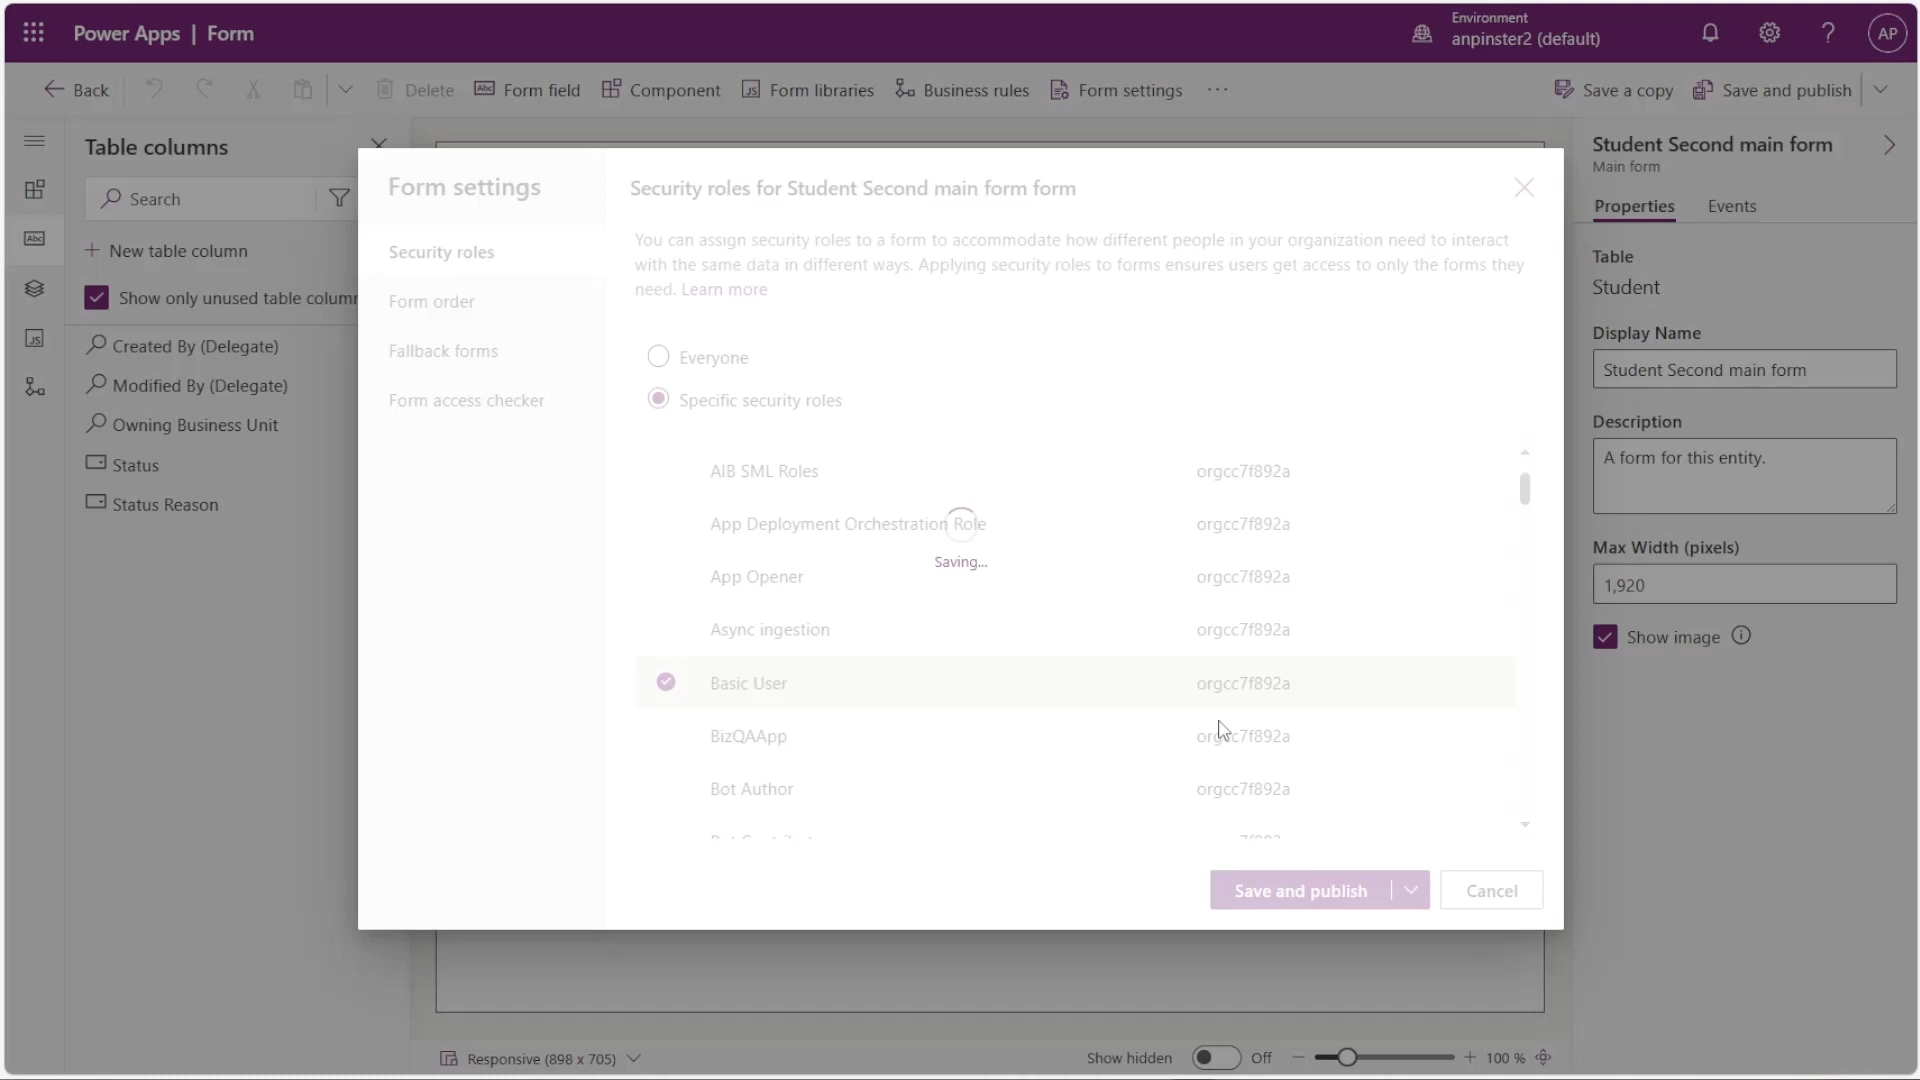 Power Apps | Form
Environment
anpinster2 (default)
?
AP
Back
Delete
Abc Form field
Component
JS Form libraries
Business rules
Form settings
...
Save a copy
Save and publish
Table columns
Search
New table column
Show only unused table colum
Created By (Delegate)
Modified By (Delegate)
Owning Business Unit
Status
Status Reason
Abc
JS
Form settings
Security roles
Form order
Fallback forms
Form access checker
Security roles for Student Second main form form
You can assign security roles to a form to accommodate how different people in your organization need to interact
with the same data in different ways. Applying security roles to forms ensures users get access to only the forms they
need. Learn more
Everyone
Specific security roles
AIB SML Roles orgcc7f892a
App Deployment Orchestration Role orgcc7f892a
Saving...
App Opener orgcc7f892a
Async ingestion orgcc7f892a
Basic User orgcc7f892a
BizQAApp orgcc7f892a
Bot Author orgcc7f892a
Save and publish
Cancel
Student Second main form
Main form
Properties Events
Table
Student
Display Name
Student Second main form
Description
A form for this entity.
Max Width (pixels)
1,920
Show image
Responsive (898 x 705)
Show hidden Off
100 %